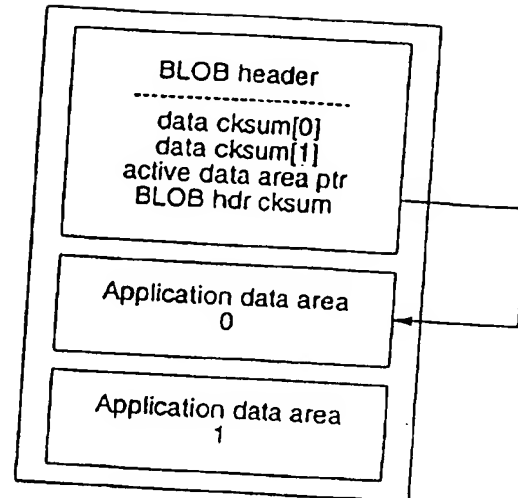 BLOB header
data cksum[0]
data cksum[1]
active data area ptr
BLOB hdr cksum
Application data area
0
Application data area
1